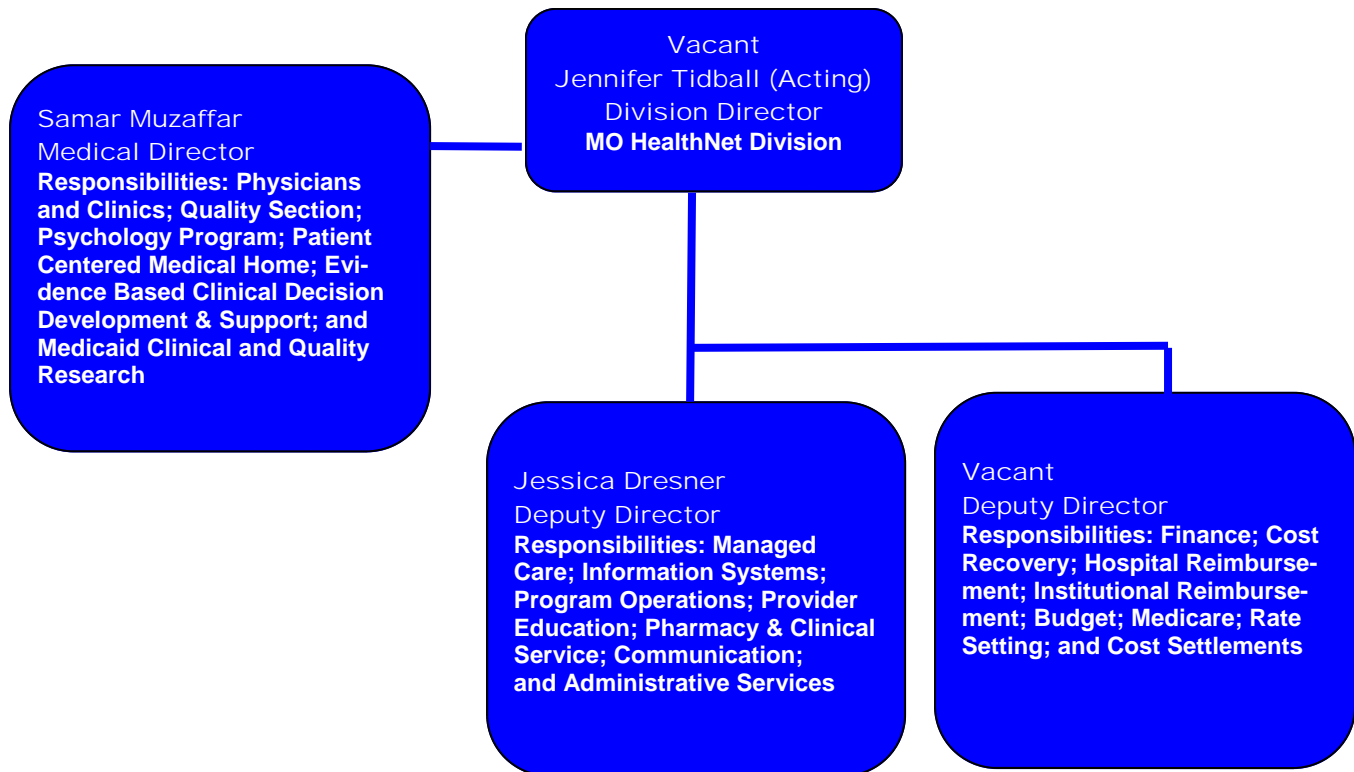 Vacant
Jennifer Tidball (Acting)
Division Director
MO HealthNet Division
Samar Muzaffar
Medical Director
Responsibilities: Physicians
and Clinics; Quality Section;
Psychology Program; Patient
Centered Medical Home; Evi-
dence Based Clinical Decision
Development & Support; and
Medicaid Clinical and Quality
Research
Jessica Dresner
Deputy Director
Responsibilities: Managed
Care; Information Systems;
Program Operations; Provider
Education; Pharmacy & Clinical
Service; Communication;
and Administrative Services
Vacant
Deputy Director
Responsibilities: Finance; Cost
Recovery; Hospital Reimburse-
ment; Institutional Reimburse-
ment; Budget; Medicare; Rate
Setting; and Cost Settlements